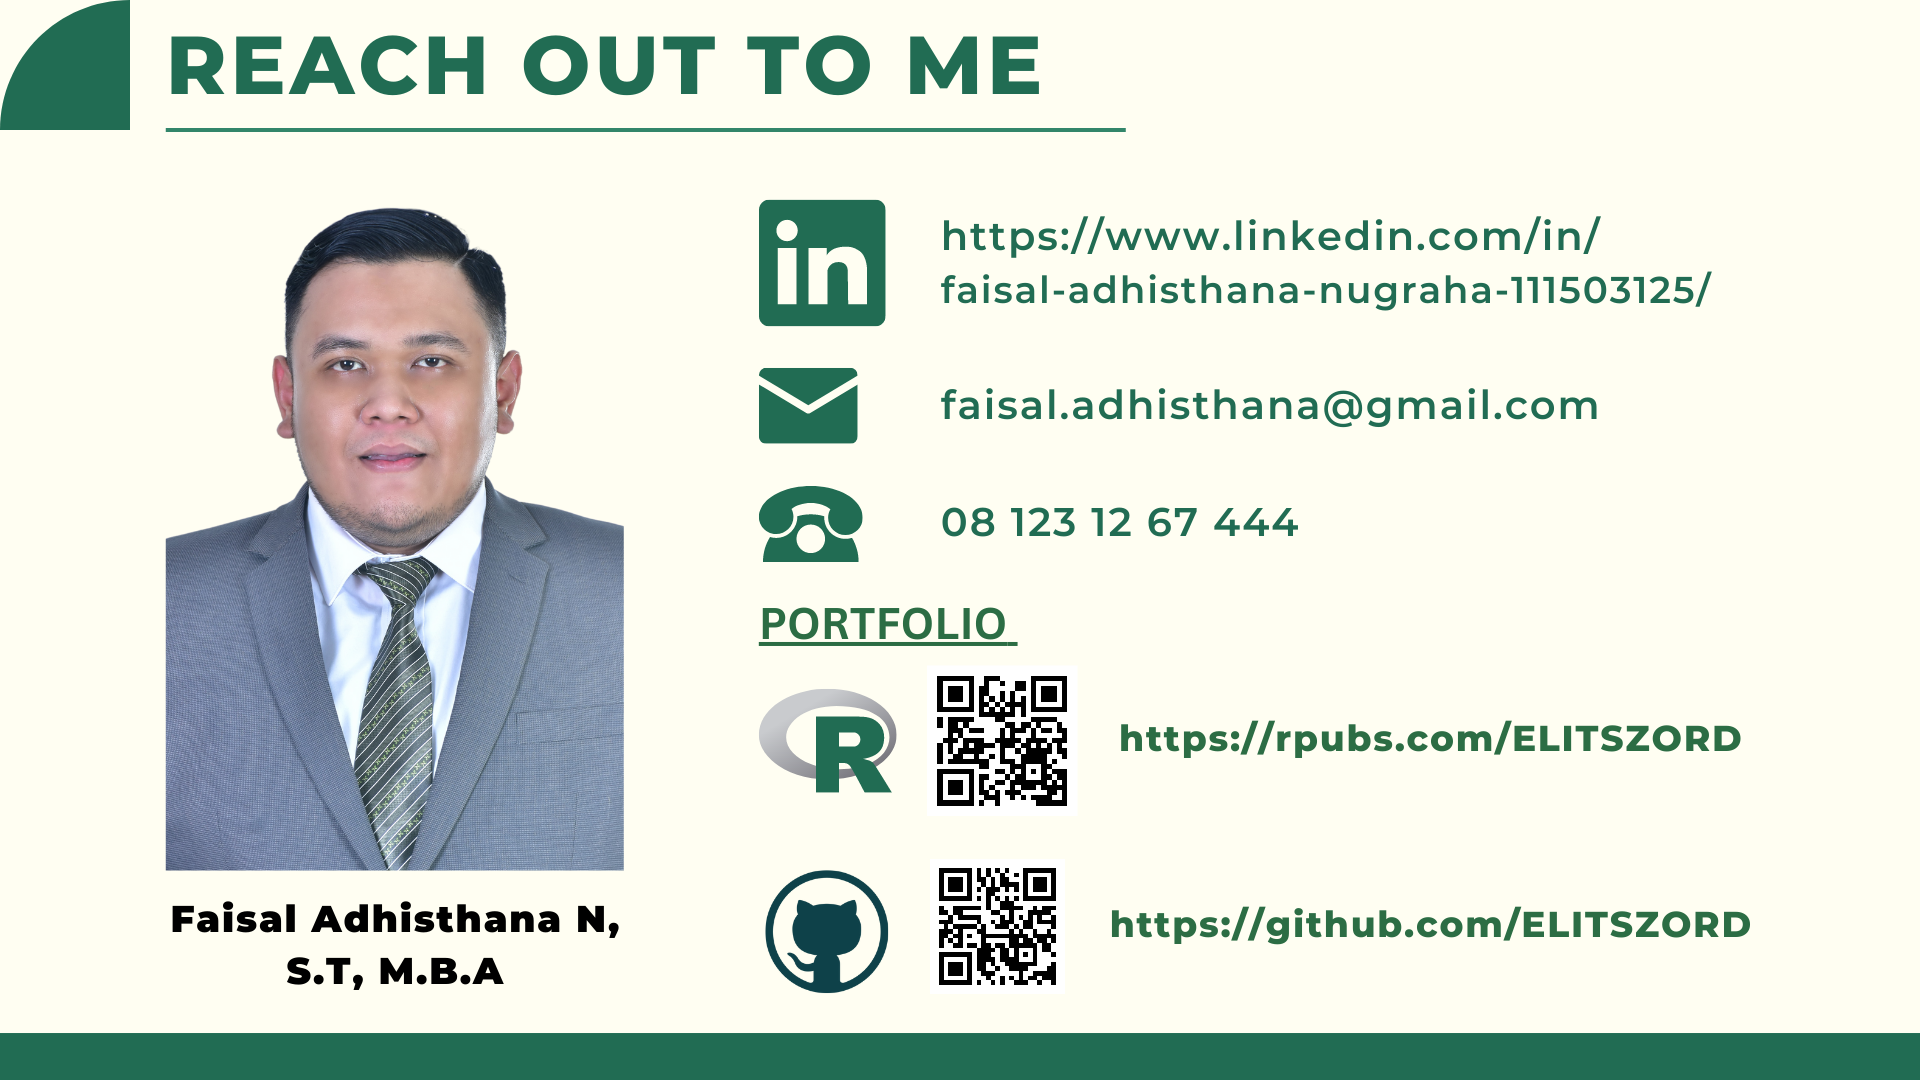 REACH OUT TO ME
in
https://www.linkedin.com/in/
faisal-adhisthana-nugraha-111503125/
faisal.adhisthana@gmail.com
08 123 12 67 444
PORTFOLIO
R
https://rpubs.com/ELITSZORD
https://github.com/ELITSZORD
Faisal Adhisthana N,
S.T, M.B.A